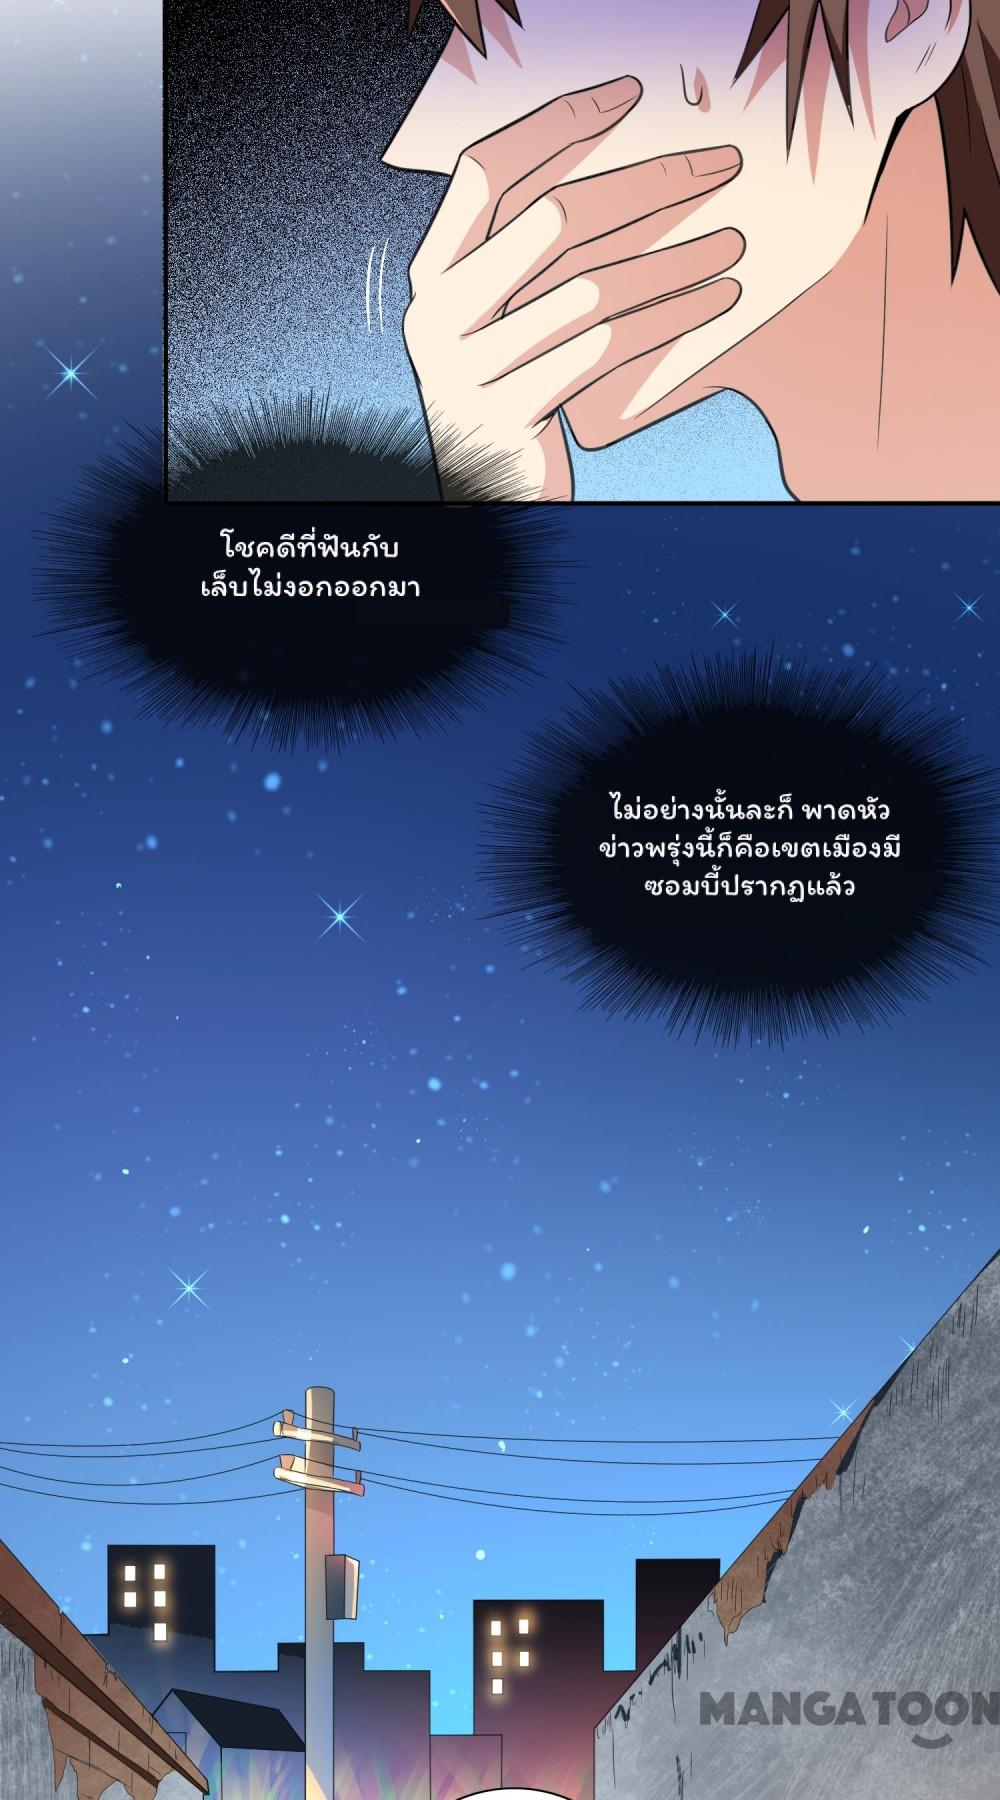 โชคดีที่ฟันกับ
เล็บไม่งอกออกมา
ไม่อย่างนั้นละก็ พาดหัว
ข่าวพรุ่งนี้ก็คือเขตเมืองมี
ซอมบี้ปรากฏแล้ว
MANGATOON